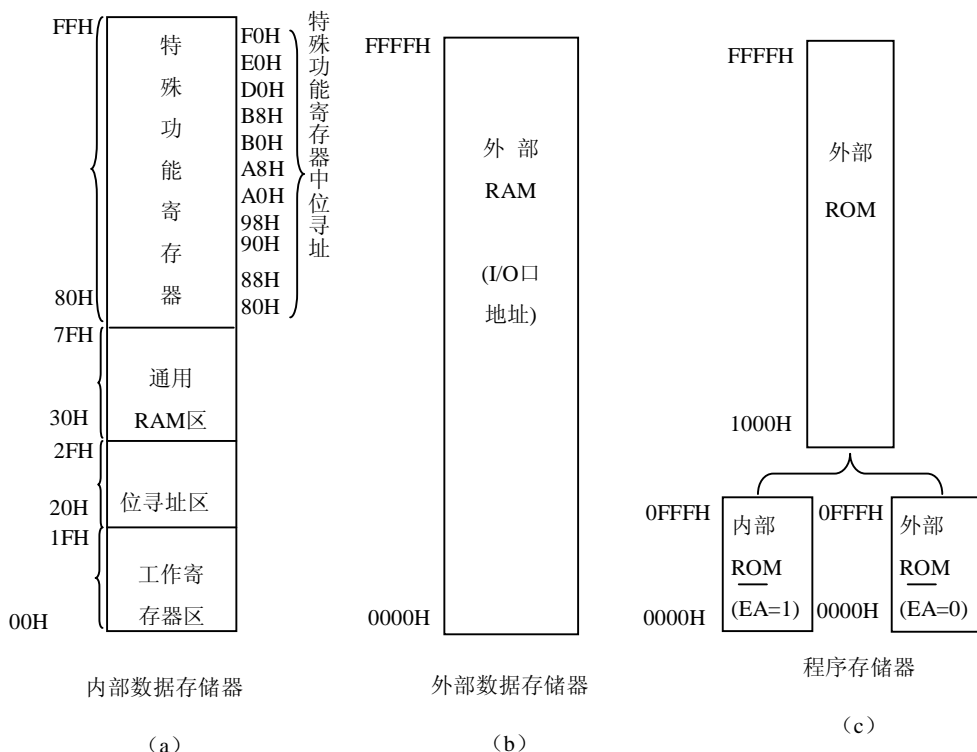 FFH
80H
7FH
30H
2FH
20H
1FH
00H
特殊功能寄存器
F0H
E0H
D0H
B8H
B0H
A8H
A0H
98H
90H
88H
80H
特殊功能寄存器中位寻址
通用
RAM区
位寻址区
工作寄
存器区
内部数据存储器
(a)
FFFFH
外 部
RAM
(I/O口
地址)
0000H
外部数据存储器
(b)
FFFFH
外部
ROM
1000H
0FFFH
内部
ROM
(EA=1)
0000H
0FFFH
外部
ROM
(EA=0)
0000H
程序存储器
(c)